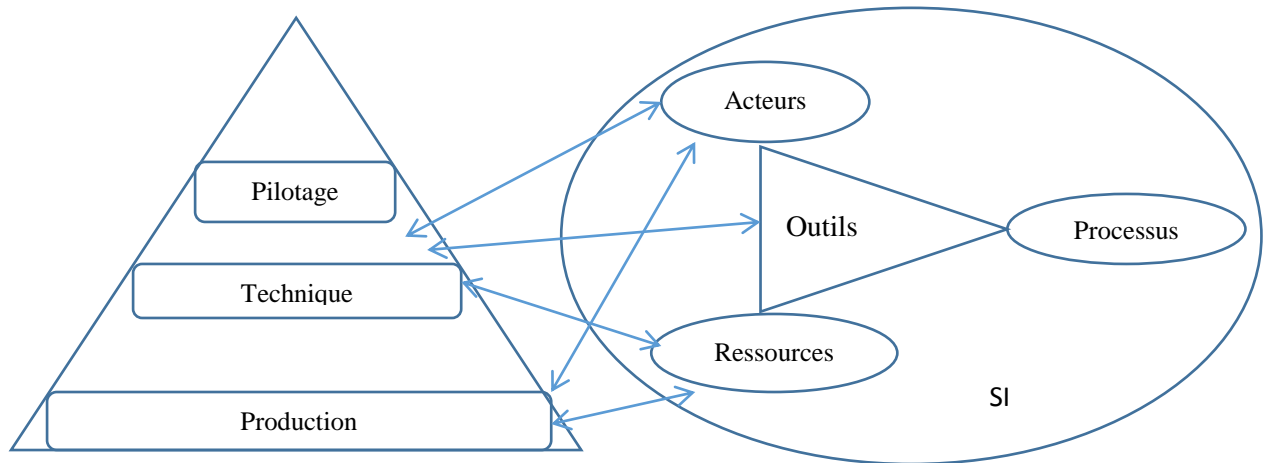 Acteurs
Pilotage
Outils
Processus
Technique
Ressources
SI
Production